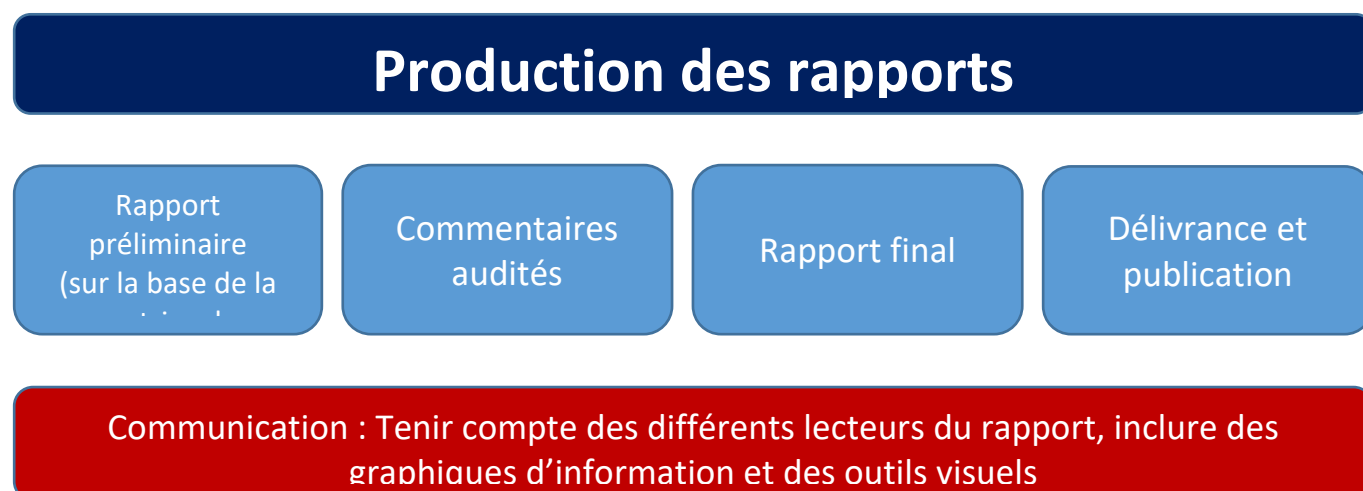 Production des rapports
Rapport
préliminaire
(sur la base de la
Commentaires
audités
Rapport final
Délivrance et
publication
Communication : Tenir compte des différents lecteurs du rapport, inclure des
graphiques d’information et des outils visuels